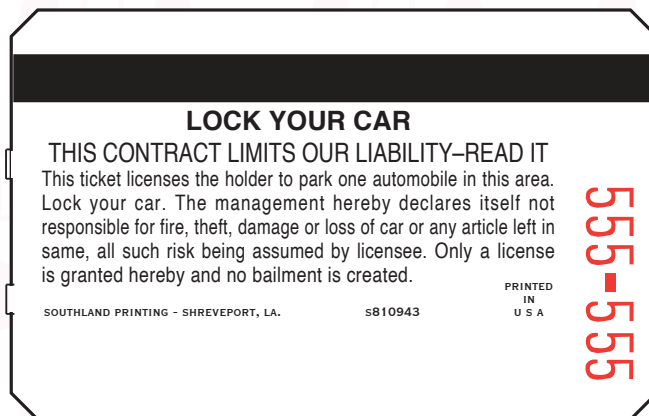 LOCK YOUR CAR
THIS CONTRACT LIMITS OUR LIABILITY–READ IT
This ticket licenses the holder to park one automobile in this area.
Lock your car. The management hereby declares itself not
responsible for fire, theft, damage or loss of car or any article left in
same, all such risk being assumed by licensee. Only a license
is granted hereby and no bailment is created.
PRINTED
IN
SOUTHLAND PRINTING - SHREVEPORT, LA. S810943 U S A
555-555